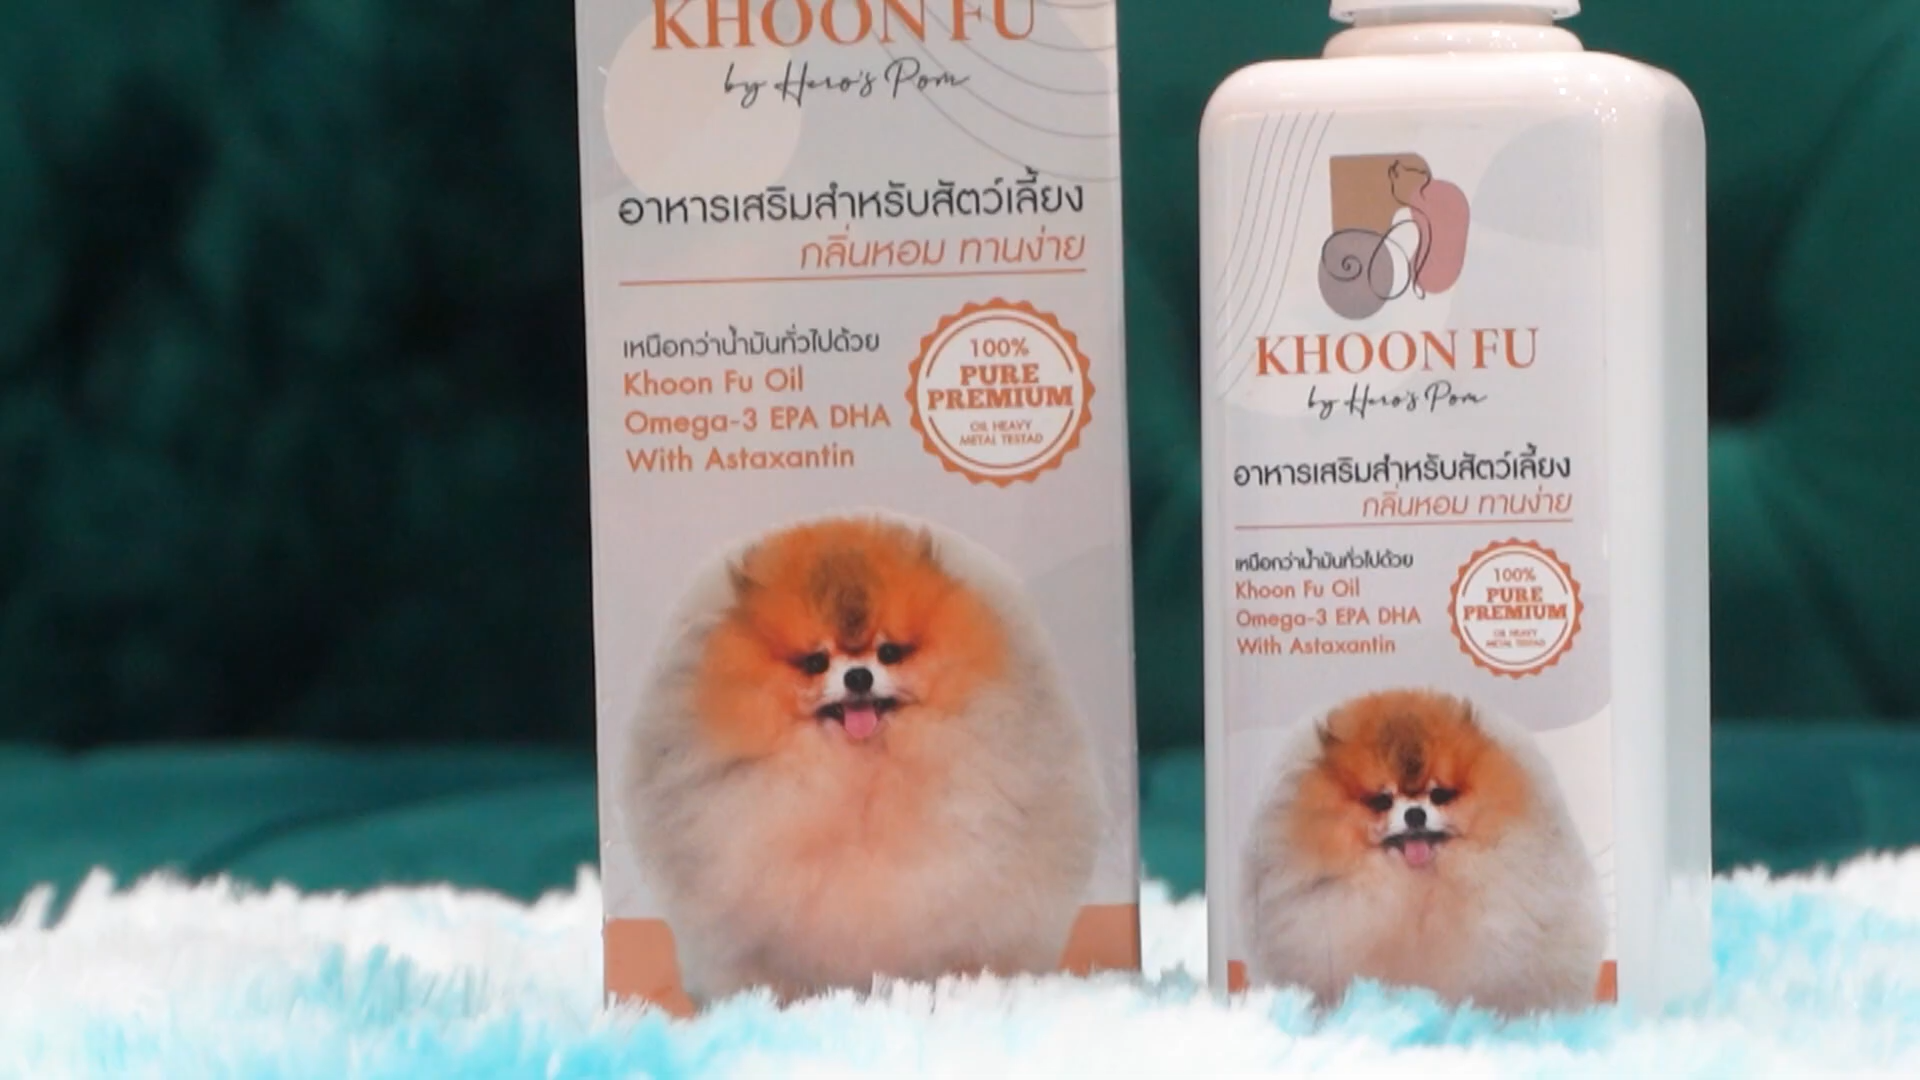 KHOON FU
by Hero's Pom
อาหารเสริมสำหรับสัตว์เลี้ยง
กลิ่นหอม ทานง่าย
เหนือกว่าน้ำมันทั่วไปด้วย
Khoon Fu Oil
Omega-3 EPA DHA
With Astaxantin
100%
PURE
PREMIUM
OIL HEAVY
METAL TESTAD
KHOON FU
by Hero's Pom
อาหารเสริมสำหรับสัตว์เลี้ยง
กลิ่นหอม ทานง่าย
เหนือกว่าน้ำมันทั่วไปด้วย
Khoon Fu Oil
Omega-3 EPA DHA
With Astaxantin
100%
PURE
PREMIUM
OIL HEAVY
METAL TESTAD